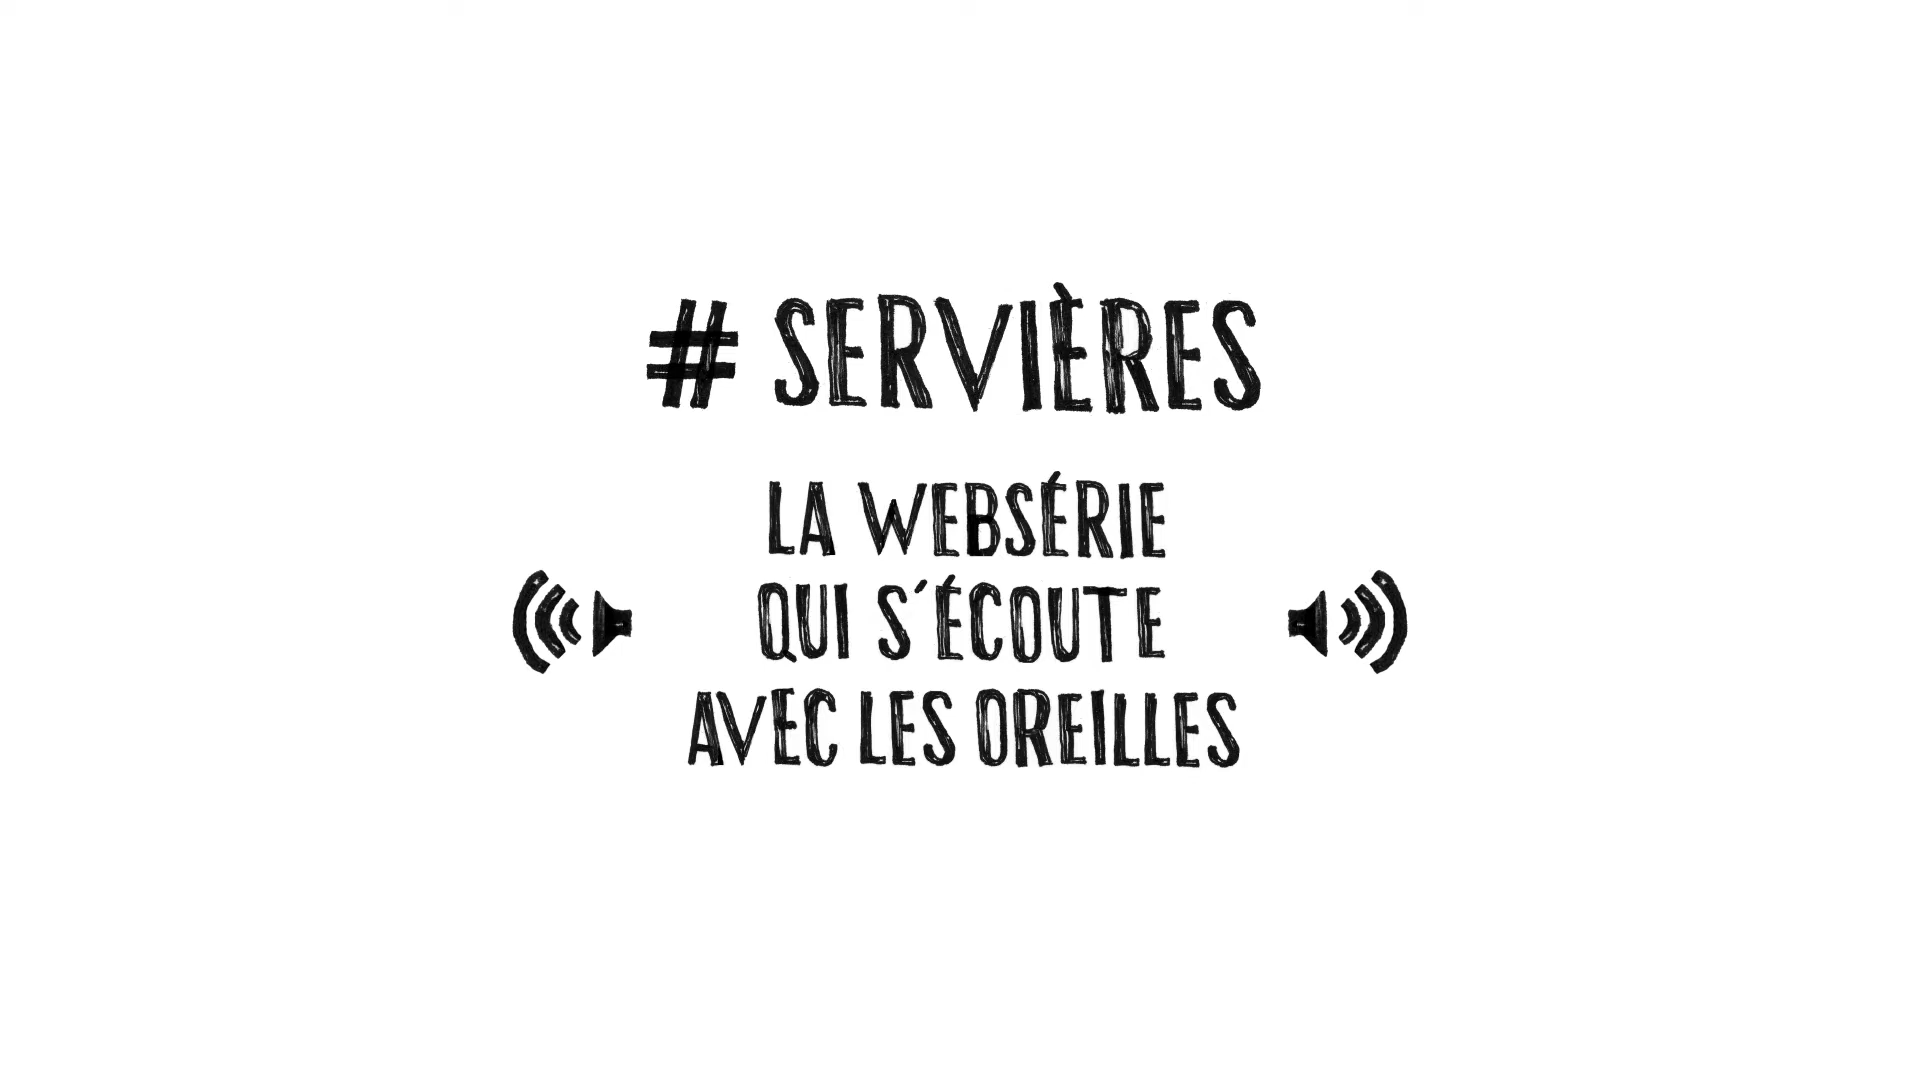 # SERVIÈRES
LA WEBSÉRIE
QUI S'ÉCOUTE
AVEC LES OREILLES